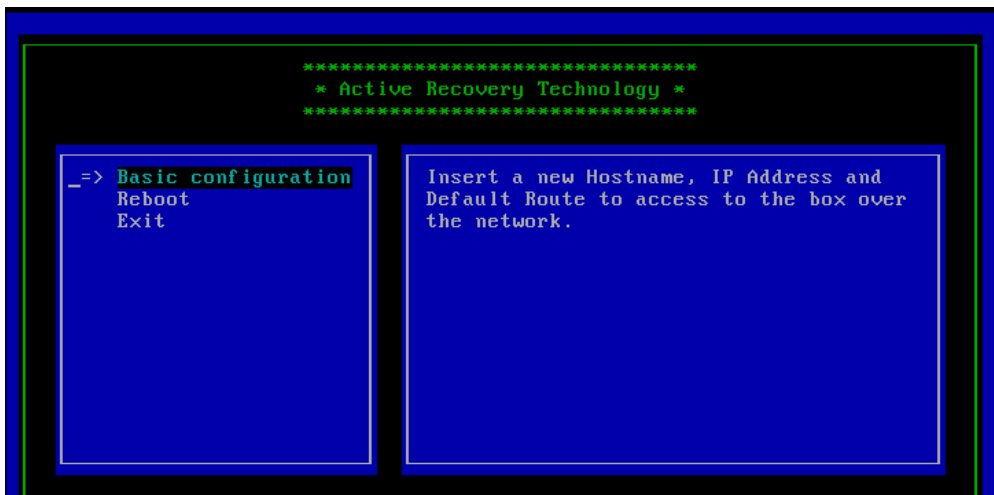 ********************************
* Active Recovery Technology *
********************************
_=> Basic configuration
Reboot
Exit
Insert a new Hostname, IP Address and
Default Route to access to the box over
the network.